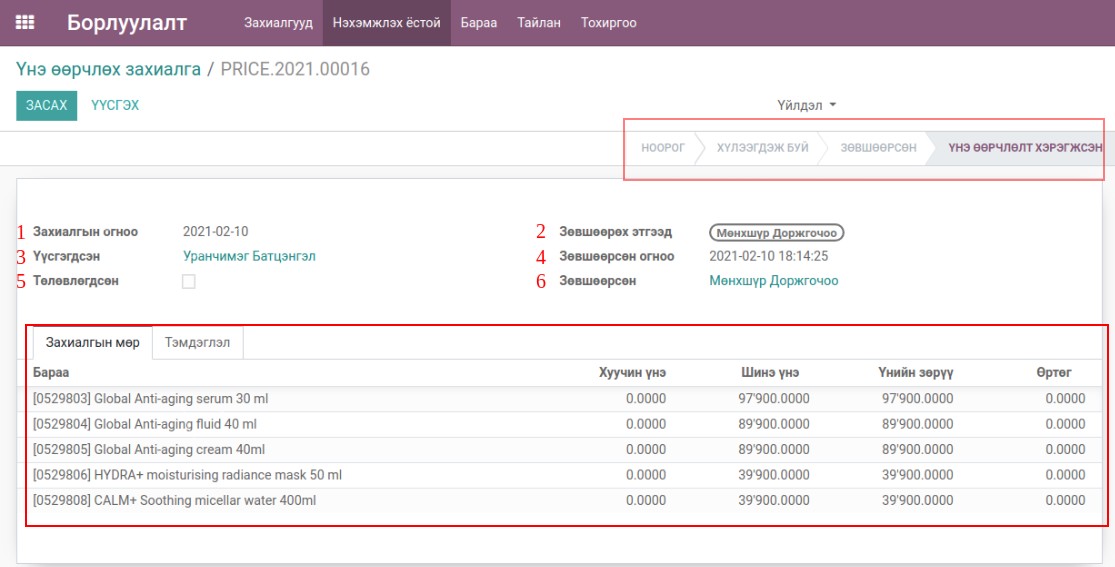 Борлуулалт Захиалгууд Нэхэмжлэх ёстой Бараа Тайлан Тохиргоо
Үнэ өөрчлөх захиалга / PRICE.2021.00016
ЗАСАХ ҮҮСГЭХ Үйлдэл
НООРОГ ХҮЛЭЭГДЭЖ БУЙ ЗӨВШӨӨРСӨН ҮНЭ ӨӨРЧЛӨЛТ ХЭРЭГЖСЭН
1 Захиалгын огноо 2021-02-10 2 Зөвшөөрөх этгээд Мөнхшүр Доржгочоо
3 Үүсгэгдсэн Уранчимэг Батцэнгэл 4 Зөвшөөрсөн огноо 2021-02-10 18:14:25
5 Төлөвлөгдсөн 6 Зөвшөөрсөн Мөнхшүр Доржгочоо
Захиалгын мөр Тэмдэглэл
Бараа Хуучин үнэ Шинэ үнэ Үнийн зөрүү Өртөг
[0529803] Global Anti-aging serum 30 ml 0.0000 97'900.0000 97'900.0000 0.0000
[0529804] Global Anti-aging fluid 40 ml 0.0000 89'900.0000 89'900.0000 0.0000
[0529805] Global Anti-aging cream 40ml 0.0000 89'900.0000 89'900.0000 0.0000
[0529806] HYDRA+ moisturising radiance mask 50 ml 0.0000 39'900.0000 39'900.0000 0.0000
[0529808] CALM+ Soothing micellar water 400ml 0.0000 39'900.0000 39'900.0000 0.0000